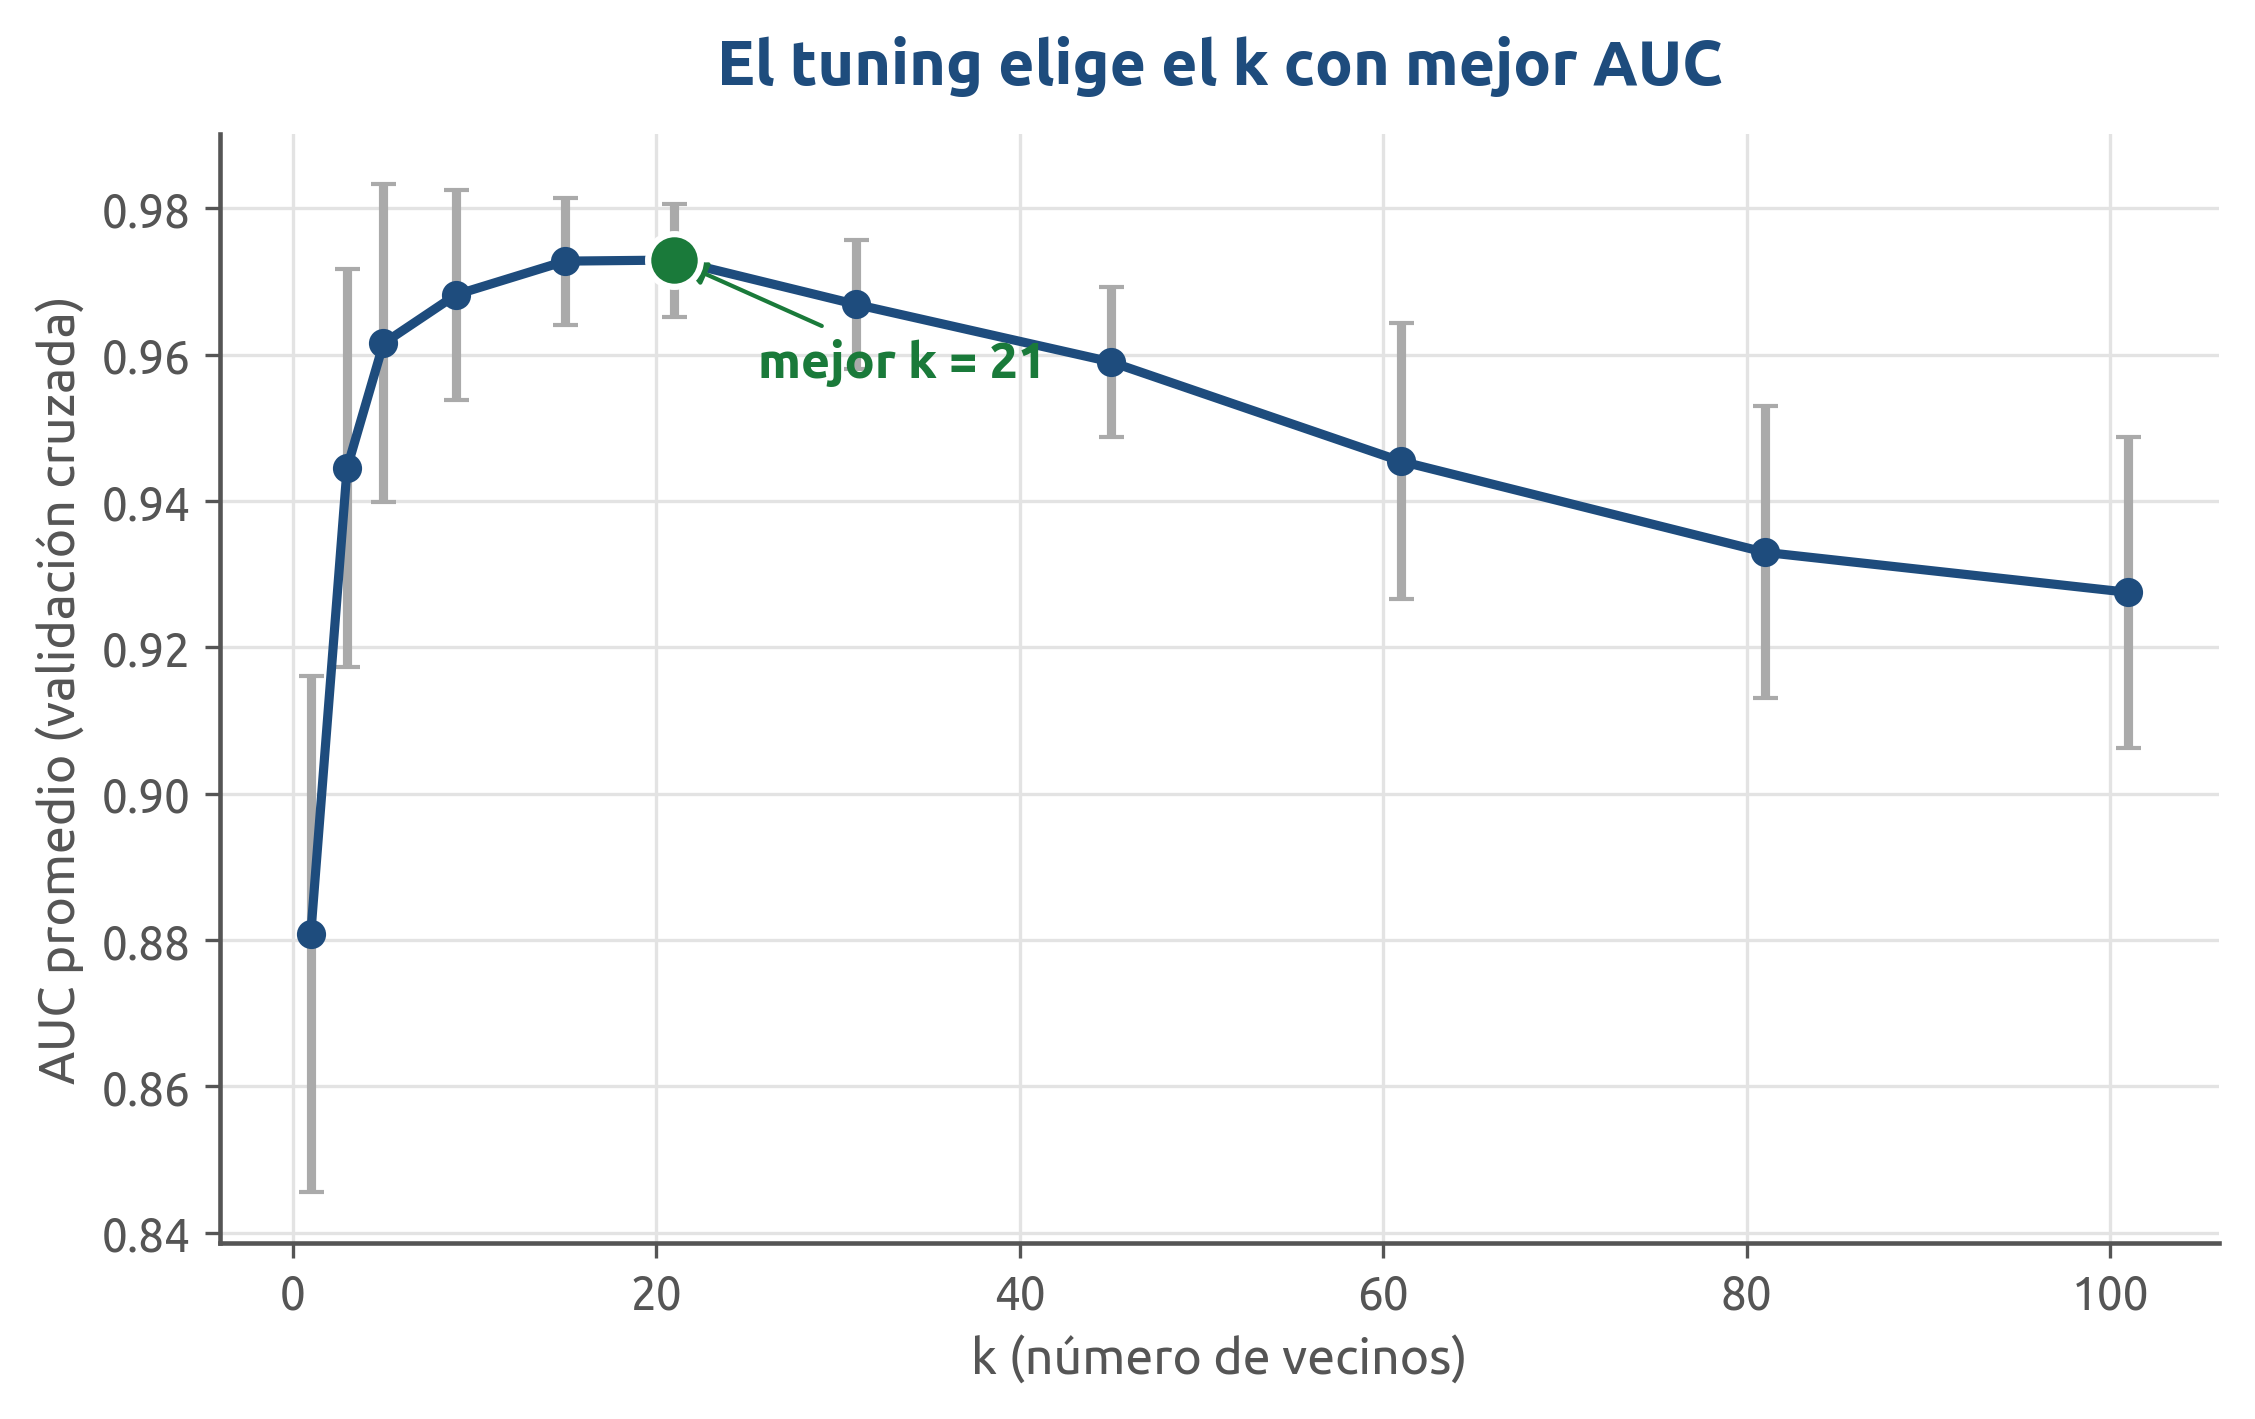 El tuning elige el k con mejor AUC
AUC promedio (validación cruzada)
0.98
0.96
0.94
0.92
0.90
0.88
0.86
0.84
mejor k = 21
0 20 40 60 80 100
k (número de vecinos)